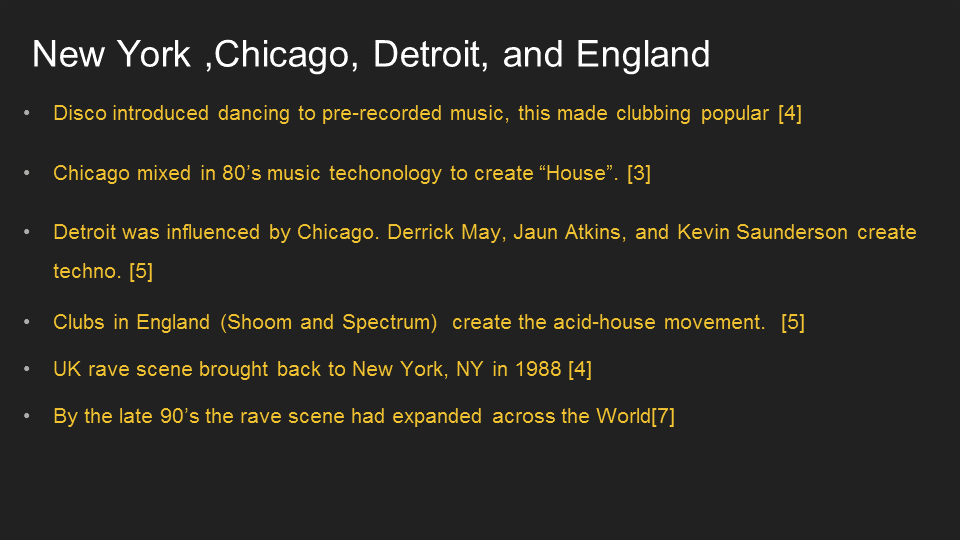 New York ,Chicago, Detroit, and England
• Disco introduced dancing to pre-recorded music, this made clubbing popular [4]
• Chicago mixed in 80’s music techonology to create “House”. [3]
• Detroit was influenced by Chicago. Derrick May, Jaun Atkins, and Kevin Saunderson create
techno. [5]
• Clubs in England (Shoom and Spectrum) create the acid-house movement. [5]
• UK rave scene brought back to New York, NY in 1988 [4]
• By the late 90’s the rave scene had expanded across the World[7]